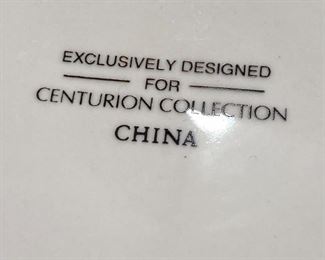 EXCLUSIVELY DESIGNED
FOR
CENTURION COLLECTION
CHINA